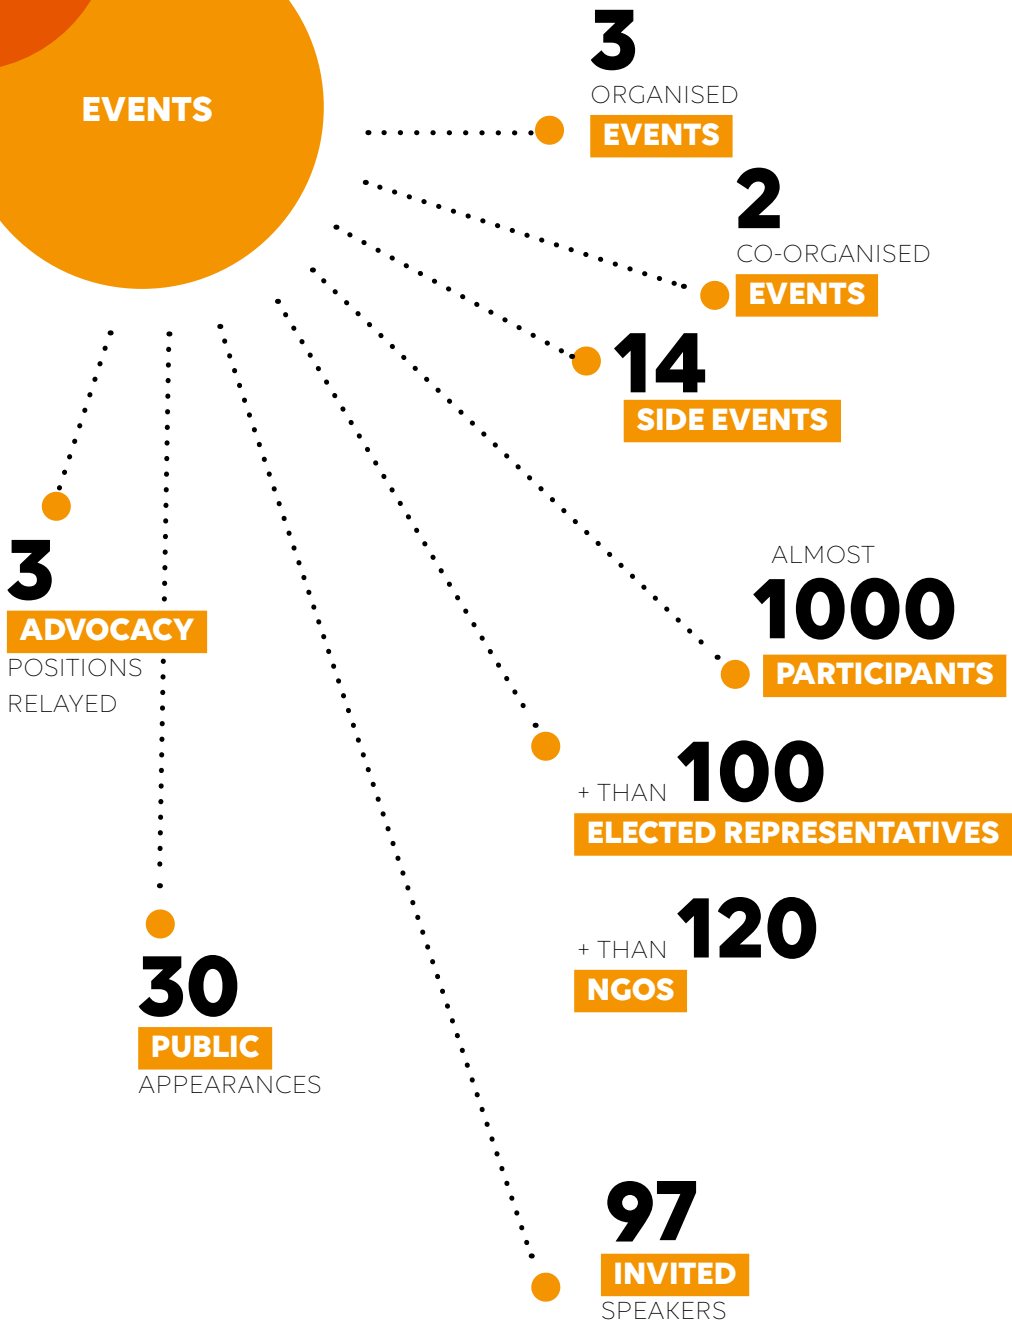 EVENTS
3
ORGANISED
EVENTS
2
CO-ORGANISED
EVENTS
14
SIDE EVENTS
ALMOST
1000
PARTICIPANTS
+ THAN 100
ELECTED REPRESENTATIVES
+ THAN 120
NGOS
97
INVITED
SPEAKERS
30
PUBLIC
APPEARANCES
3
ADVOCACY
POSITIONS
RELAYED